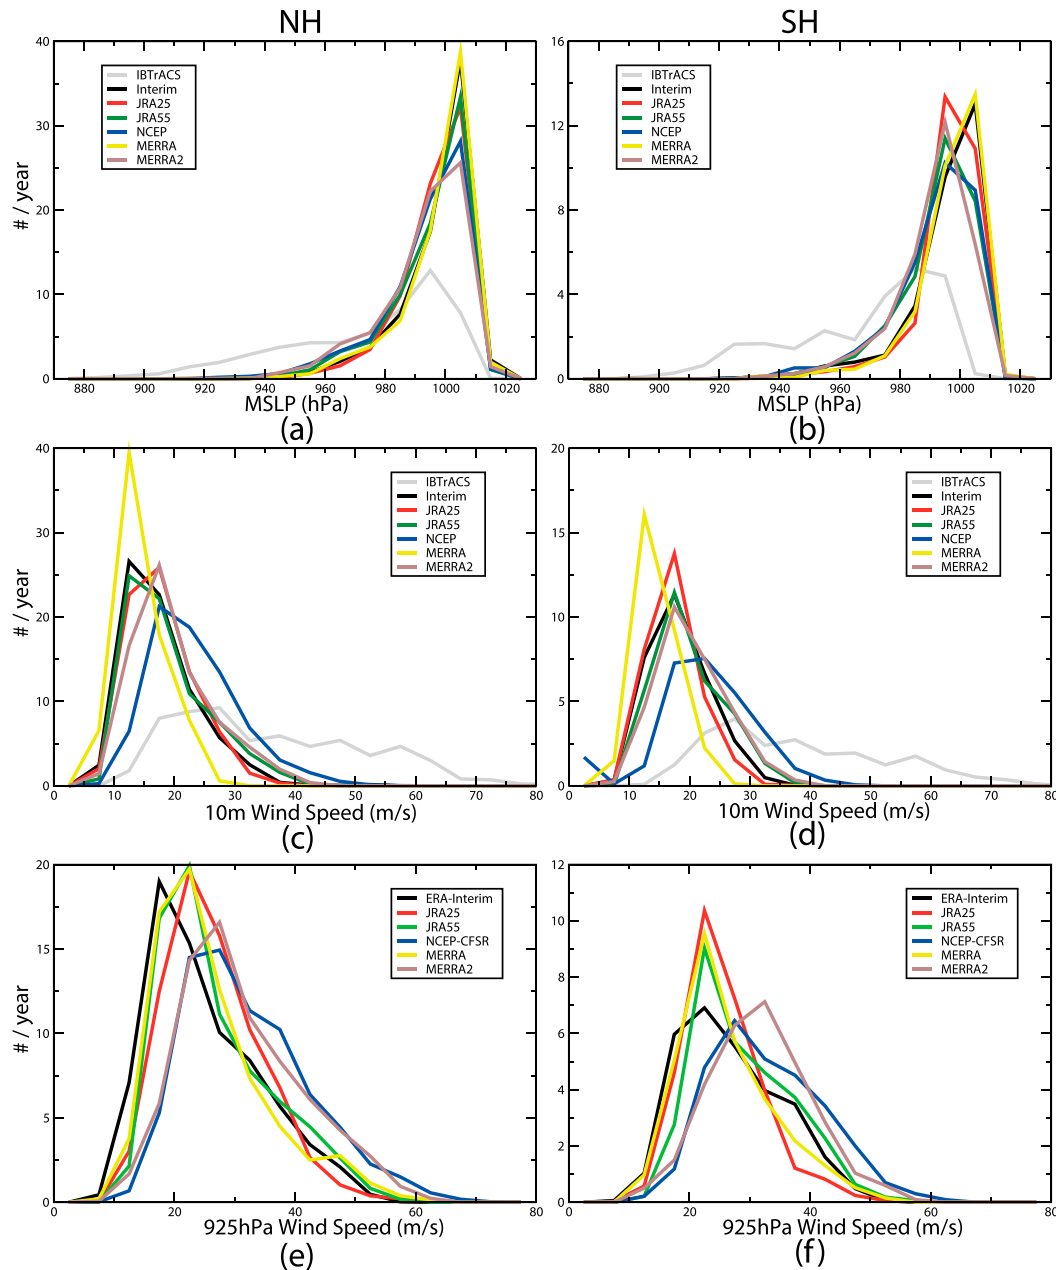 NH
SH
40
30
20
10
0
# / year
IBTrACS
Interim
JRA25
JRA55
NCEP
MERRA
MERRA2
880
900
920
940
960
980
1000
1020
MSLP (hPa)
(a)
16
12
8
4
0
IBTrACS
Interim
JRA25
JRA55
NCEP
MERRA
MERRA2
880
900
920
940
960
980
1000
1020
MSLP (hPa)
(b)
40
30
20
10
0
# / year
IBTrACS
Interim
JRA25
JRA55
NCEP
MERRA
MERRA2
0
10
20
30
40
50
60
70
80
10m Wind Speed (m/s)
(c)
20
15
10
5
0
IBTrACS
Interim
JRA25
JRA55
NCEP
MERRA
MERRA2
0
10
20
30
40
50
60
70
80
10m Wind Speed (m/s)
(d)
20
15
10
5
0
# / year
ERA-Interim
JRA25
JRA55
NCEP-CFSR
MERRA
MERRA2
0
20
40
60
80
925hPa Wind Speed (m/s)
(e)
12
10
8
6
4
2
0
ERA-Interim
JRA25
JRA55
NCEP-CFSR
MERRA
MERRA2
0
20
40
60
80
925hPa Wind Speed (m/s)
(f)